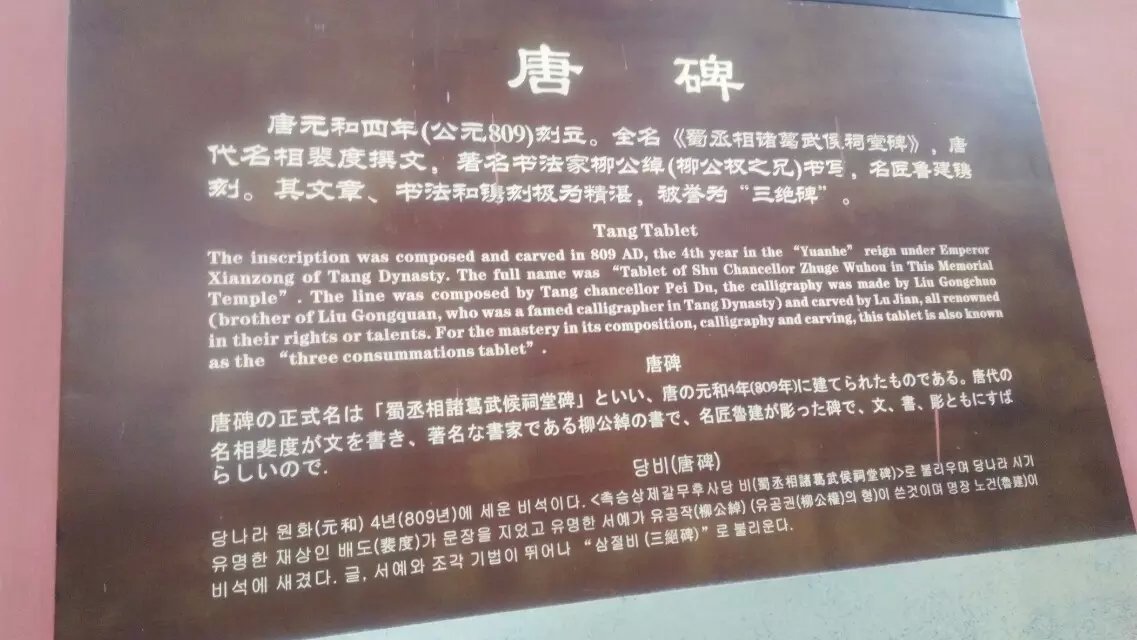 唐碑
唐元和四年(公元809)刻立。全名《蜀丞相诸葛武侯祠堂碑》，唐
代名相裴度撰文，著名书法家柳公绰(柳公权之兄)书写，名匠鲁建镌
刻。其文章、书法和镌刻极为精湛，被誉为“三绝碑”。
Tang Tablet
The inscription was composed and carved in 809 AD, the 4th year in the “Yuanhe” reign under Emperor
Xianzong of Tang Dynasty. The full name was “Tablet of Shu Chancellor Zhuge Wuhou in This Memorial
Temple”. The line was composed by Tang chancellor Pei Du, the calligraphy was made by Liu Gongchuo
(brother of Liu Gongquan, who was a famed calligrapher in Tang Dynasty) and carved by Lu Jian, all renowned
in their rights or talents. For the mastery in its composition, calligraphy and carving, this tablet is also known
as the “three consummations tablet”.
唐碑
唐碑の正式名は「蜀丞相諸葛武候祠堂碑」といい、唐の元和4年(809年)に建てられたものである。唐代の
名相斐度が文を書き、著名な書家である柳公綽の書で、名匠魯建が彫った碑で、文、書、彫ともにすば
らしいので.
당비(唐碑)
당나라 원화(元和) 4년(809년)에 세운 비석이다. <촉승상제갈무후사당 비(蜀丞相諸葛武侯祠堂碑)>로 불리우며 당나라 시기
유명한 재상인 배도(裴度)가 문장을 지었고 유명한 서예가 유공작(柳公綽) (유공권(柳公權)의 형)이 쓴것이며 명장 노건(魯建)이
비석에 새겼다. 글, 서예와 조각 기법이 뛰어나 “삼절비 (三絕碑)”로 불리운다.